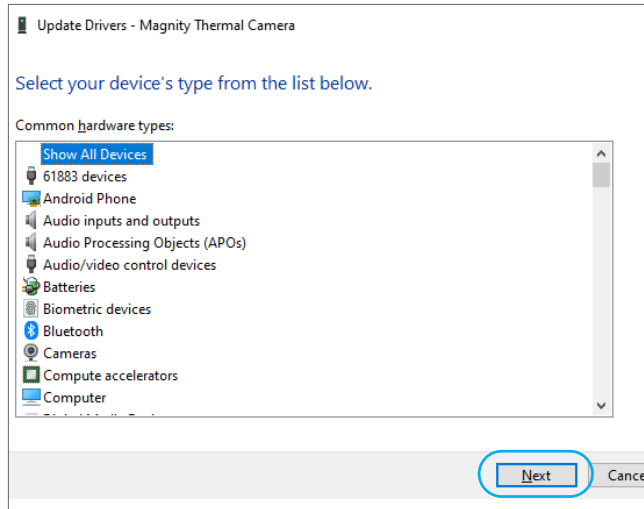 Update Drivers - Magnity Thermal Camera
Select your device's type from the list below.
Common hardware types:
Show All Devices
61883 devices
Android Phone
Audio inputs and outputs
Audio Processing Objects (APOs)
Audio/video control devices
Batteries
Biometric devices
Bluetooth
Cameras
Compute accelerators
Computer
Next Cance